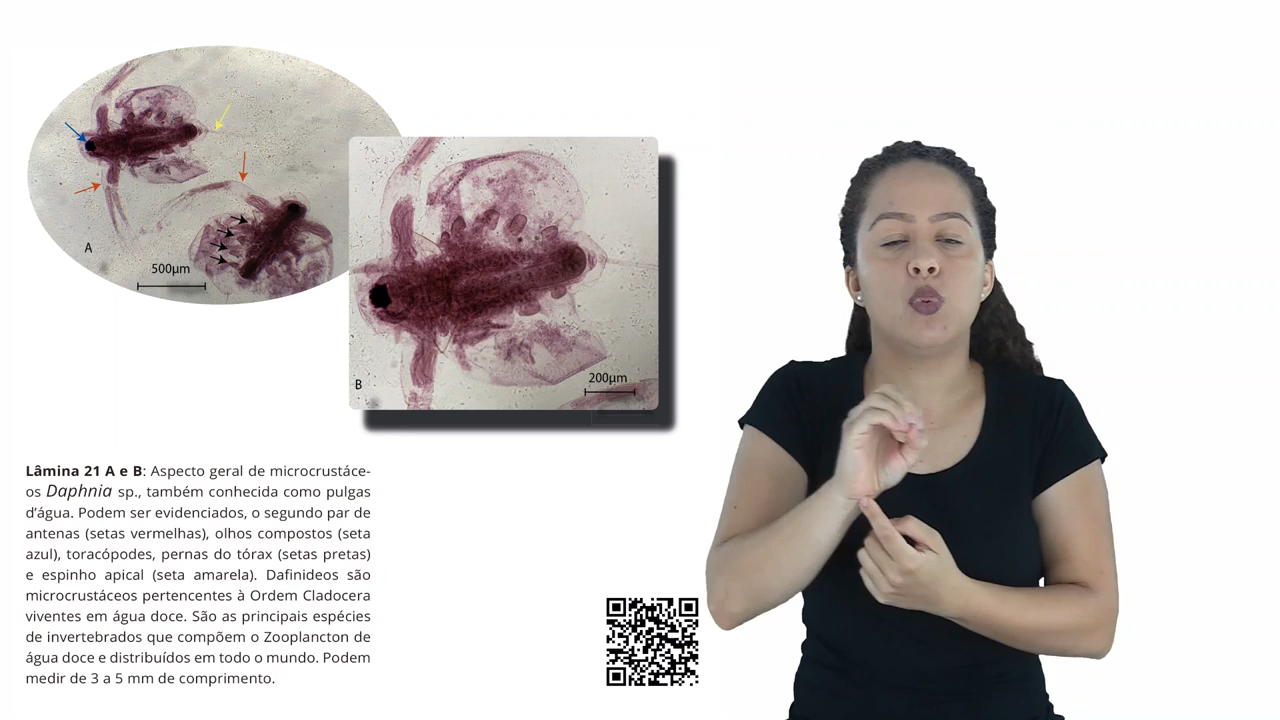 A
500µm
B
200µm
Lâmina 21 A e B: Aspecto geral de microcrustáce-
os Daphnia sp., também conhecida como pulgas
d'água. Podem ser evidenciados, o segundo par de
antenas (setas vermelhas), olhos compostos (seta
azul), toracópodes, pernas do tórax (setas pretas)
e espinho apical (seta amarela). Dafinideos são
microcrustáceos pertencentes à Ordem Cladocera
viventes em água doce. São as principais espécies
de invertebrados que compõem o Zooplancton de
água doce e distribuídos em todo o mundo. Podem
medir de 3 a 5 mm de comprimento.